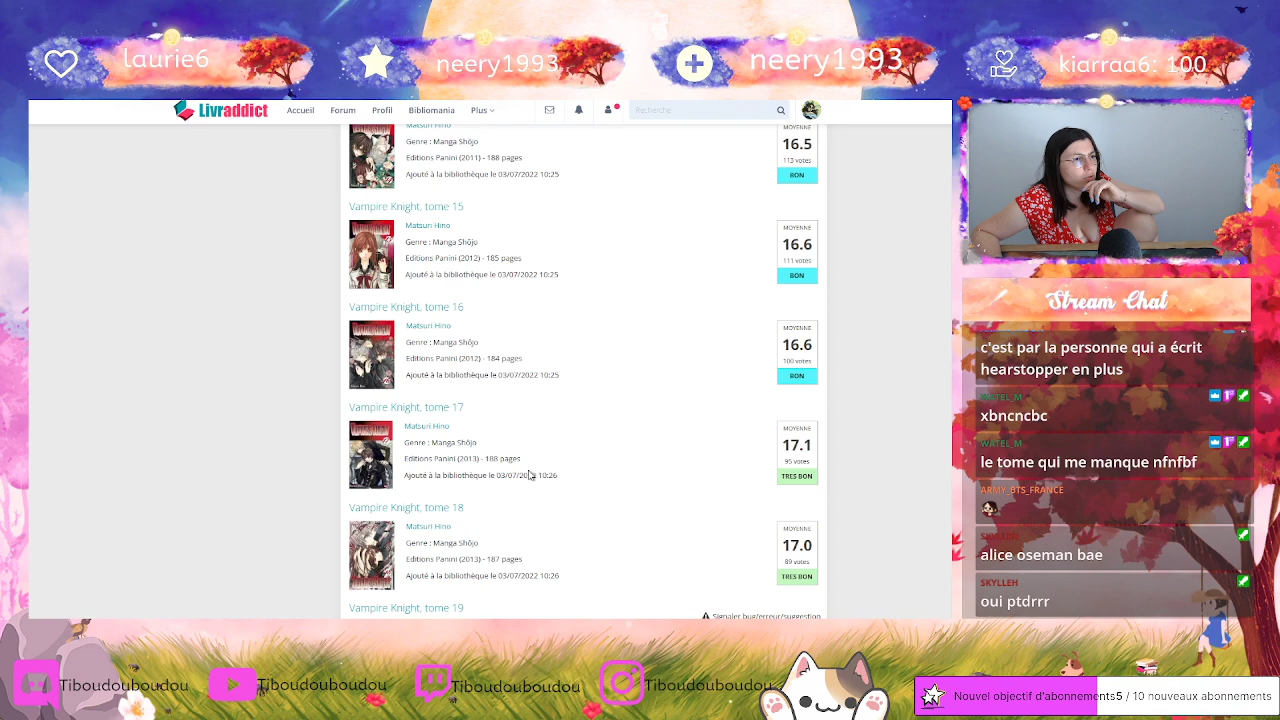 laurie6
neery1993
neery1993
kiarraa6: 100
Livraddict
Accueil
Forum
Profil
Bibliomania
Plus
Recherche
Matsuri Hino
Genre : Manga Shôjo
Editions Panini (2011) - 188 pages
Ajouté à la bibliothèque le 03/07/2022 10:25
16.5
113 votes
BON
Vampire Knight, tome 15
Matsuri Hino
Genre : Manga Shôjo
Editions Panini (2012) - 185 pages
Ajouté à la bibliothèque le 03/07/2022 10:25
MOYENNE
16.6
111 votes
BON
Vampire Knight, tome 16
Matsuri Hino
Genre : Manga Shôjo
Editions Panini (2012) - 184 pages
Ajouté à la bibliothèque le 03/07/2022 10:25
MOYENNE
16.6
100 votes
BON
Vampire Knight, tome 17
Matsuri Hino
Genre : Manga Shôjo
Editions Panini (2013) - 188 pages
Ajouté à la bibliothèque le 03/07/2022 10:26
MOYENNE
17.1
95 votes
TRES BON
Vampire Knight, tome 18
Matsuri Hino
Genre : Manga Shôjo
Editions Panini (2013) - 187 pages
Ajouté à la bibliothèque le 03/07/2022 10:26
MOYENNE
17.0
89 votes
TRES BON
Vampire Knight, tome 19
Signaler bug/erreur/suggestion
Stream Chat
c'est par la personne qui a écrit
hearstopper en plus
WATEL_M
xbncncbc
WATEL_M
le tome qui me manque nfnfbf
ARMY_BTS_FRANCE
SKYLLEH
alice oseman bae
SKYLLEH
oui ptdrrr
Tiboudouboudou
Tiboudouboudou
Tiboudouboudou
Tiboudouboudou
Nouvel objectif d'abonnements
5 / 10 nouveaux abonnements